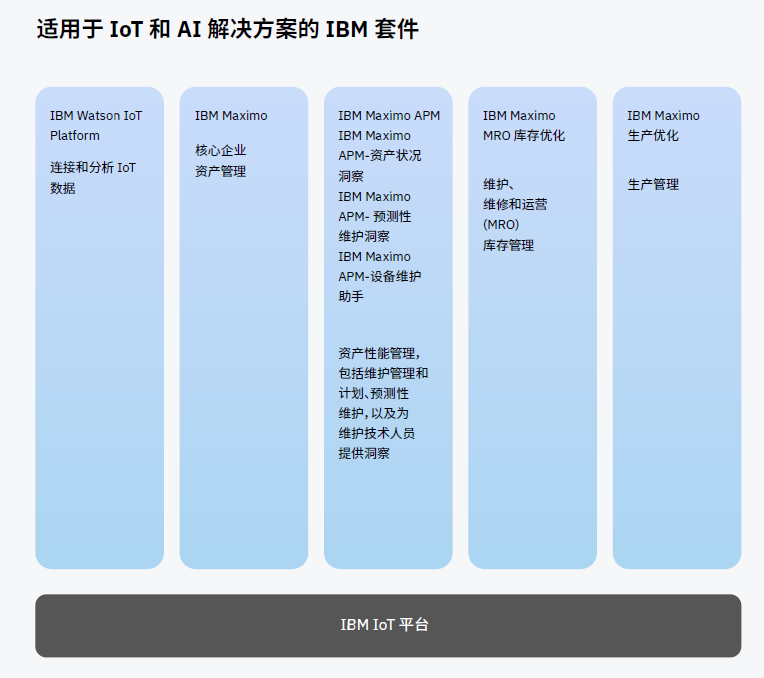 适用于 IoT 和 AI 解决方案的 IBM 套件
IBM Watson IoT
Platform
连接和分析 IoT
数据
IBM Maximo
核心企业
资产管理
IBM Maximo APM
IBM Maximo
APM-资产状况
洞察
IBM Maximo
APM- 预测性
维护洞察
IBM Maximo
APM-设备维护
助手
资产性能管理，
包括维护管理和
计划、预测性
维护，以及为
维护技术人员
提供洞察
IBM Maximo
MRO 库存优化
维护、
维修和运营
(MRO)
库存管理
IBM Maximo
生产优化
生产管理
IBM IoT 平台